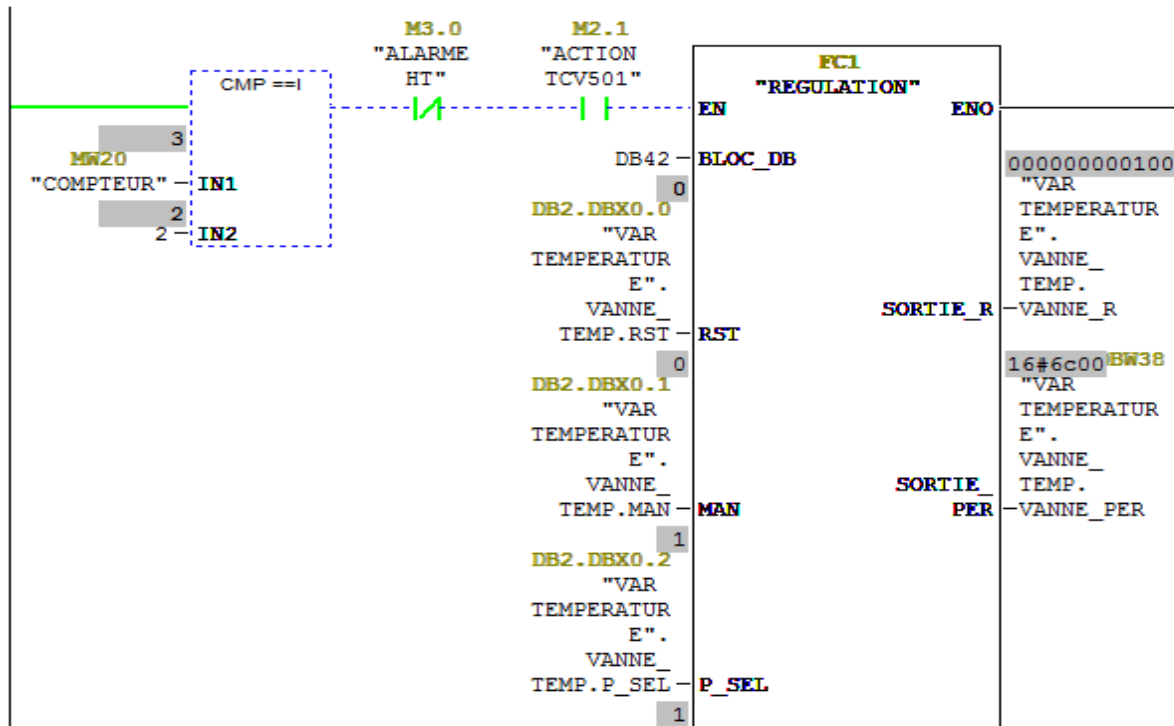 M3.0
"ALARME
HT"
M2.1
"ACTION
TCV501"
CMP ==I
3
MW20
"COMPTEUR"
IN1
2
2
IN2
FC1
"REGULATION"
EN
ENO
DB42
BLOC_DB
0
DB2.DBX0.0
"VAR
TEMPERATUR
E".
VANNE_
TEMP.RST
RST
0
DB2.DBX0.1
"VAR
TEMPERATUR
E".
VANNE_
TEMP.MAN
MAN
1
DB2.DBX0.2
"VAR
TEMPERATUR
E".
VANNE_
TEMP.P_SEL
P_SEL
1
000000000100
"VAR
TEMPERATUR
E".
VANNE_
TEMP.
VANNE_R
SORTIE_R
16#6c00
"VAR
TEMPERATUR
E".
VANNE_
TEMP.
VANNE_PER
SORTIE_
PER